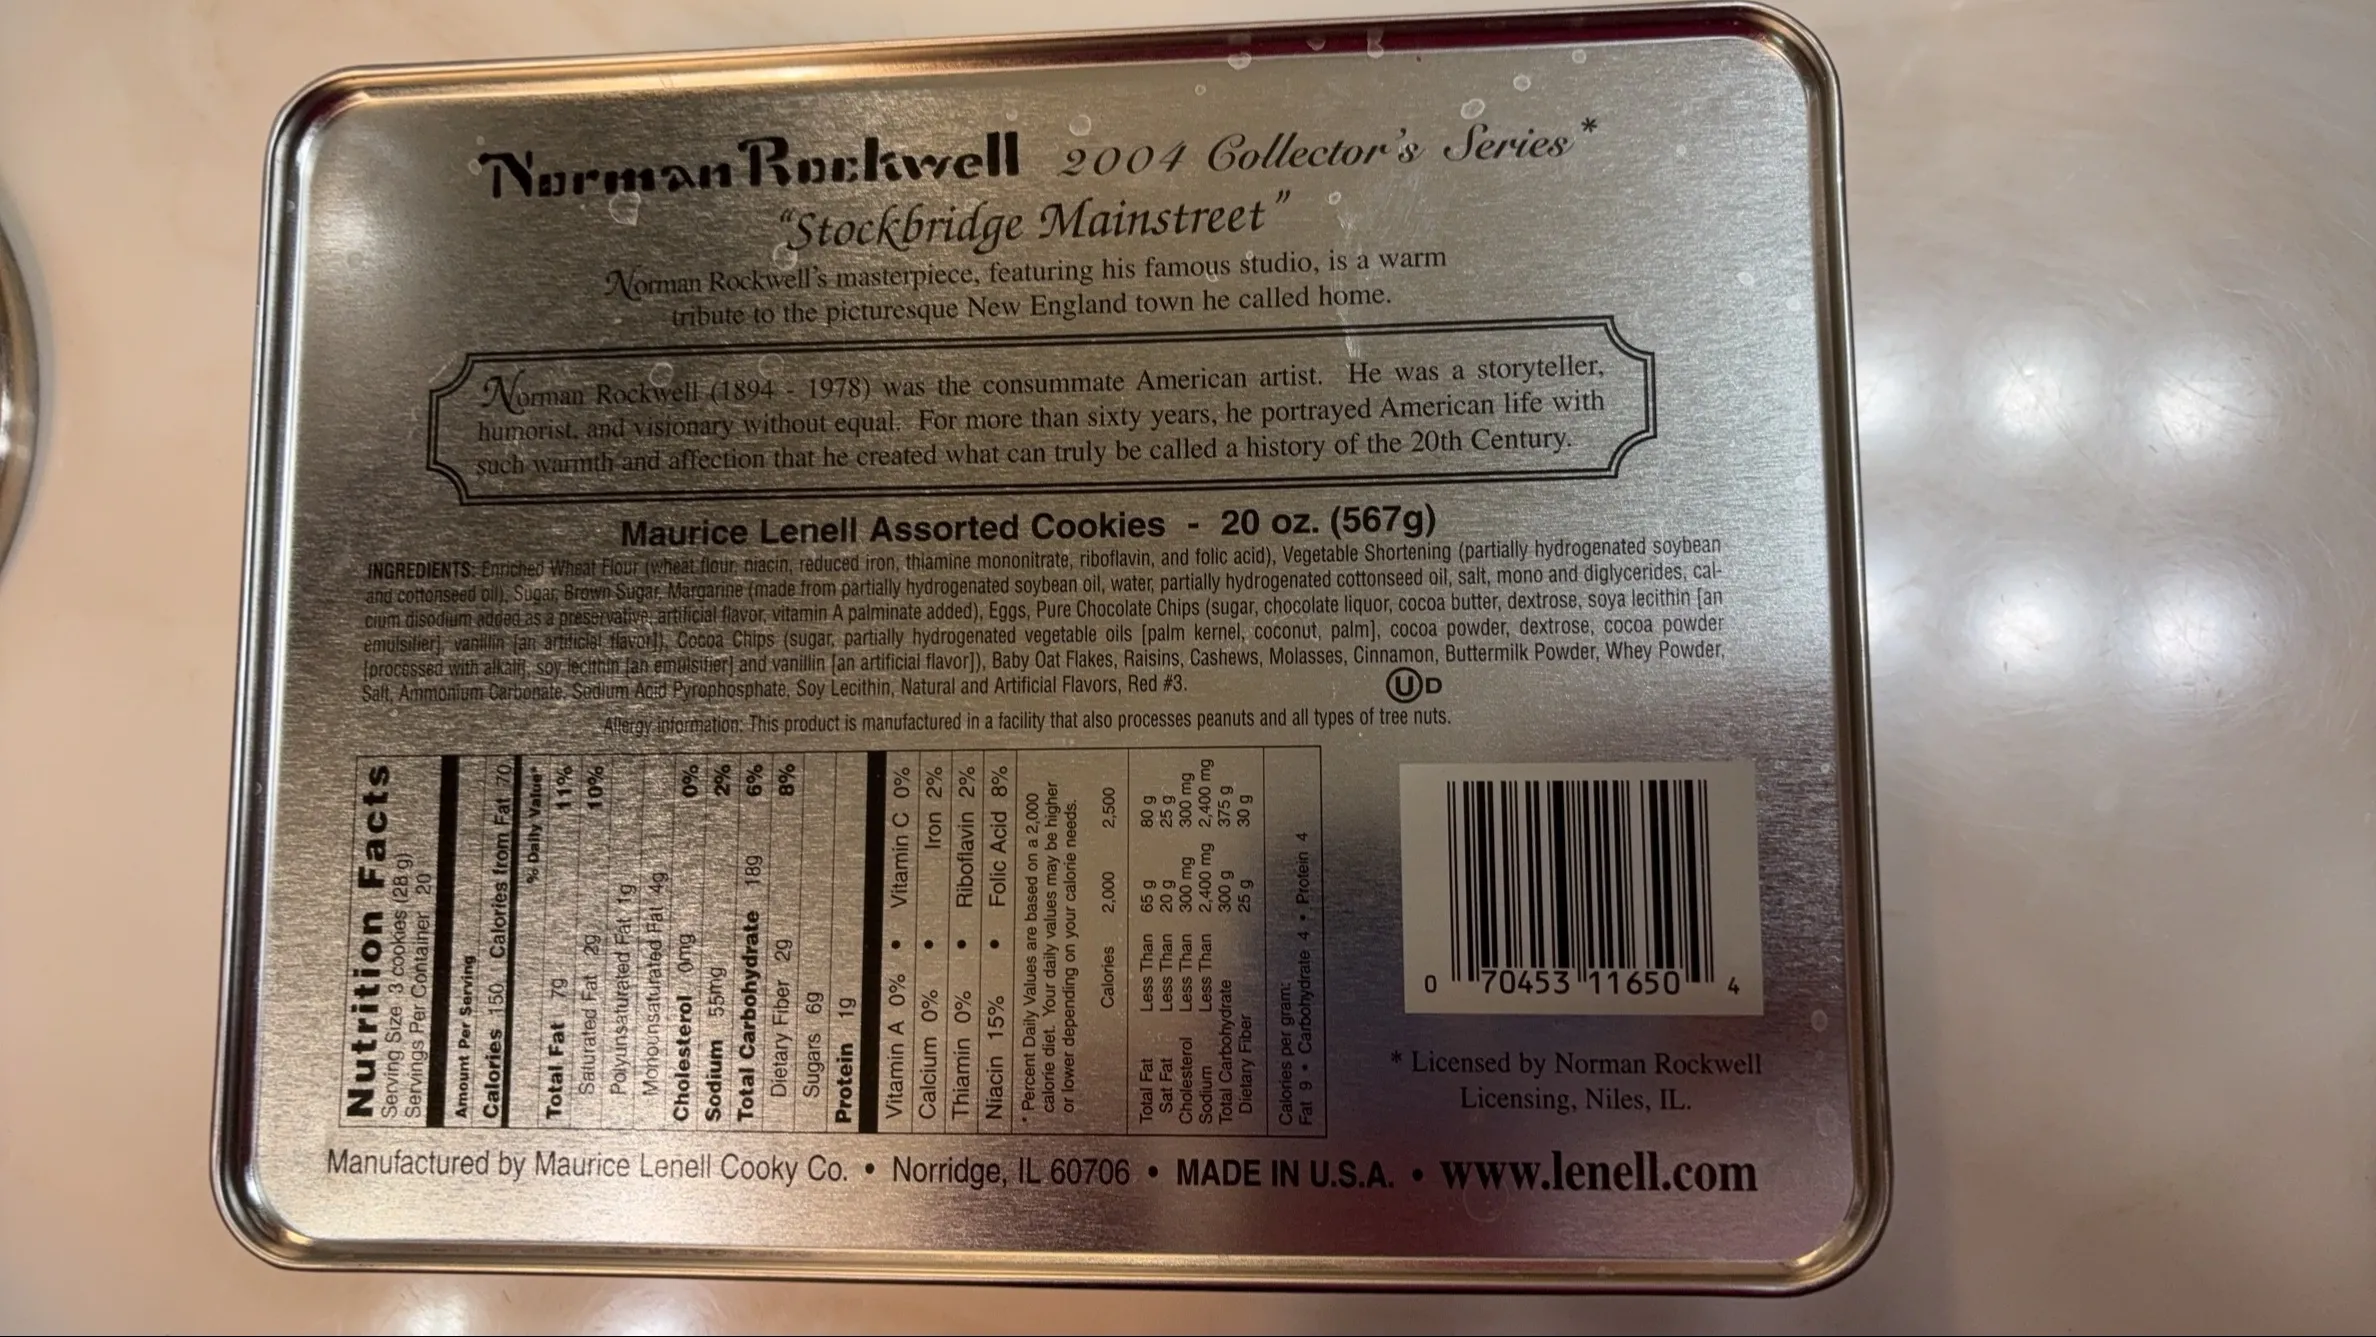 Norman Rockwell 2004 Collector's Series*
"Stockbridge Mainstreet"
Norman Rockwell's masterpiece, featuring his famous studio, is a warm
tribute to the picturesque New England town he called home.
Norman Rockwell (1894 - 1978) was the consummate American artist. He was a storyteller,
humorist, and visionary without equal. For more than sixty years, he portrayed American life with
such warmth and affection that he created what can truly be called a history of the 20th Century.
Maurice Lenell Assorted Cookies - 20 oz. (567g)
INGREDIENTS: Enriched Wheat Flour (wheat flour, niacin, reduced iron, thiamine mononitrate, riboflavin, and folic acid), Vegetable Shortening (partially hydrogenated soybean
and cottonseed oil), Sugar, Brown Sugar, Margarine (made from partially hydrogenated soybean oil, water, partially hydrogenated cottonseed oil, salt, mono and diglycerides, cal-
cium disodium added as a preservative, artificial flavor, vitamin A palminate added), Eggs, Pure Chocolate Chips (sugar, chocolate liquor, cocoa butter, dextrose, soya lecithin [an
emulsifier], vanillin [an artificial flavor]), Cocoa Chips (sugar, partially hydrogenated vegetable oils [palm kernel, coconut, palm], cocoa powder, dextrose, cocoa powder
[processed with alkali], soy lecithin [an emulsifier] and vanillin [an artificial flavor]), Baby Oat Flakes, Raisins, Cashews, Molasses, Cinnamon, Buttermilk Powder, Whey Powder,
Salt, Ammonium Carbonate, Sodium Acid Pyrophosphate, Soy Lecithin, Natural and Artificial Flavors, Red #3.
U D
Allergy information: This product is manufactured in a facility that also processes peanuts and all types of tree nuts.
Nutrition Facts
Serving Size 3 cookies (28 g)
Servings Per Container 20
Amount Per Serving
Calories 150 Calories from Fat 70
% Daily Value*
Total Fat 7g 11%
Saturated Fat 2g 10%
Polyunsaturated Fat 1g
Monounsaturated Fat 4g
Cholesterol 0mg 0%
Sodium 55mg 2%
Total Carbohydrate 18g 6%
Dietary Fiber 2g 8%
Sugars 6g
Protein 1g
Vitamin A 0% • Vitamin C 0%
Calcium 0% • Iron 2%
Thiamin 0% • Riboflavin 2%
Niacin 15% • Folic Acid 8%
* Percent Daily Values are based on a 2,000
calorie diet. Your daily values may be higher
or lower depending on your calorie needs.
Calories 2,000 2,500
Total Fat Less Than 65 g 80 g
Sat Fat Less Than 20 g 25 g
Cholesterol Less Than 300 mg 300 mg
Sodium Less Than 2,400 mg 2,400 mg
Total Carbohydrate 300 g 375 g
Dietary Fiber 25 g 30 g
Calories per gram:
Fat 9 • Carbohydrate 4 • Protein 4
0 70453 11650 4
* Licensed by Norman Rockwell
Licensing, Niles, IL.
Manufactured by Maurice Lenell Cooky Co. • Norridge, IL 60706 • MADE IN U.S.A. • www.lenell.com